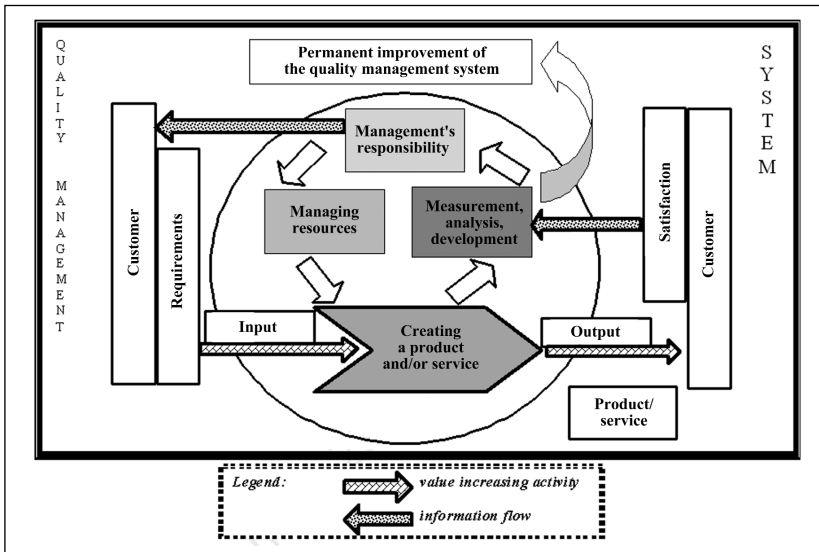 QUALITY MANAGEMENT
SYSTEM
Permanent improvement of
the quality management system
Management's
responsibility
Managing
resources
Measurement,
analysis,
development
Customer
Requirements
Satisfaction
Customer
Input
Creating
a product
and/or service
Output
Product/
service
Legend:
value increasing activity
information flow